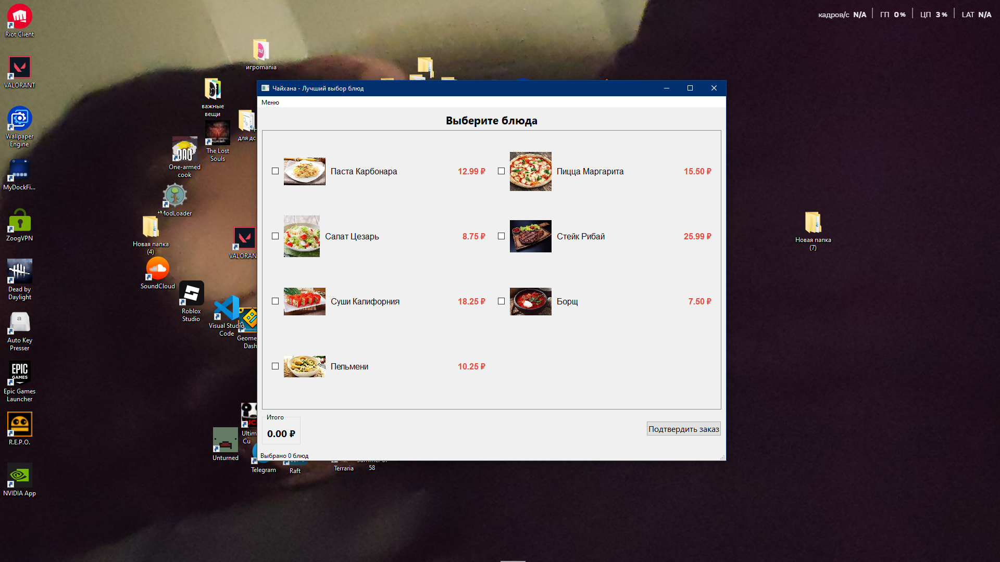 Riot Client
кадров/с N/A
ГП 0 %
ЦП 3 %
LAT N/A
игромania
VALORANT
Чайхана - Лучший выбор блюд
Меню
важные
вещи
Выберите блюда
Wallpaper
Engine
для дс
The Lost
Souls
One-armed
cook
Паста Карбонара
12.99 ₽
Пицца Маргарита
15.50 ₽
MyDockFi...
tModLoader
ZoogVPN
Новая папка
(4)
VALORAN
Салат Цезарь
8.75 ₽
Стейк Рибай
25.99 ₽
Новая папка
(7)
Dead by
Daylight
SoundCloud
Roblox
Studio
Суши Калифорния
18.25 ₽
Борщ
7.50 ₽
Visual Studio
Code
Geome
Dash
Auto Key
Presser
Пельмени
10.25 ₽
EPIC
GAMES
Epic Games
Launcher
Итого
0.00 ₽
Подтвердить заказ
R.E.P.O.
Ultim
Cu
Unturned
Выбрано 0 блюд
Telegram
Raft
Terraria
58
NVIDIA App